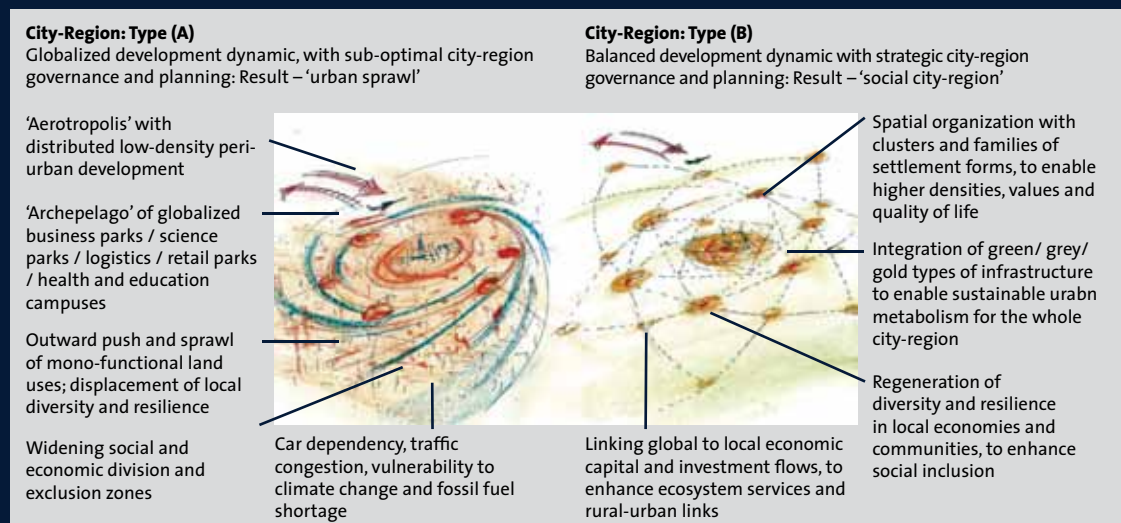 City-Region: Type (A)
Globalized development dynamic, with sub-optimal city-region
governance and planning: Result – ‘urban sprawl’
‘Aerotropolis’ with
distributed low-density peri-
urban development
‘Archepelago’ of globalized
business parks / science
parks / logistics / retail parks
/ health and education
campuses
Outward push and sprawl
of mono-functional land
uses; displacement of local
diversity and resilience
Widening social and
economic division and
exclusion zones
Car dependency, traffic
congestion, vulnerability to
climate change and fossil fuel
shortage
City-Region: Type (B)
Balanced development dynamic with strategic city-region
governance and planning: Result – ‘social city-region’
Spatial organization with
clusters and families of
settlement forms, to enable
higher densities, values and
quality of life
Integration of green/ grey/
gold types of infrastructure
to enable sustainable urabn
metabolism for the whole
city-region
Regeneration of
diversity and resilience
in local economies and
communities, to enhance
social inclusion
Linking global to local economic
capital and investment flows, to
enhance ecosystem services and
rural-urban links